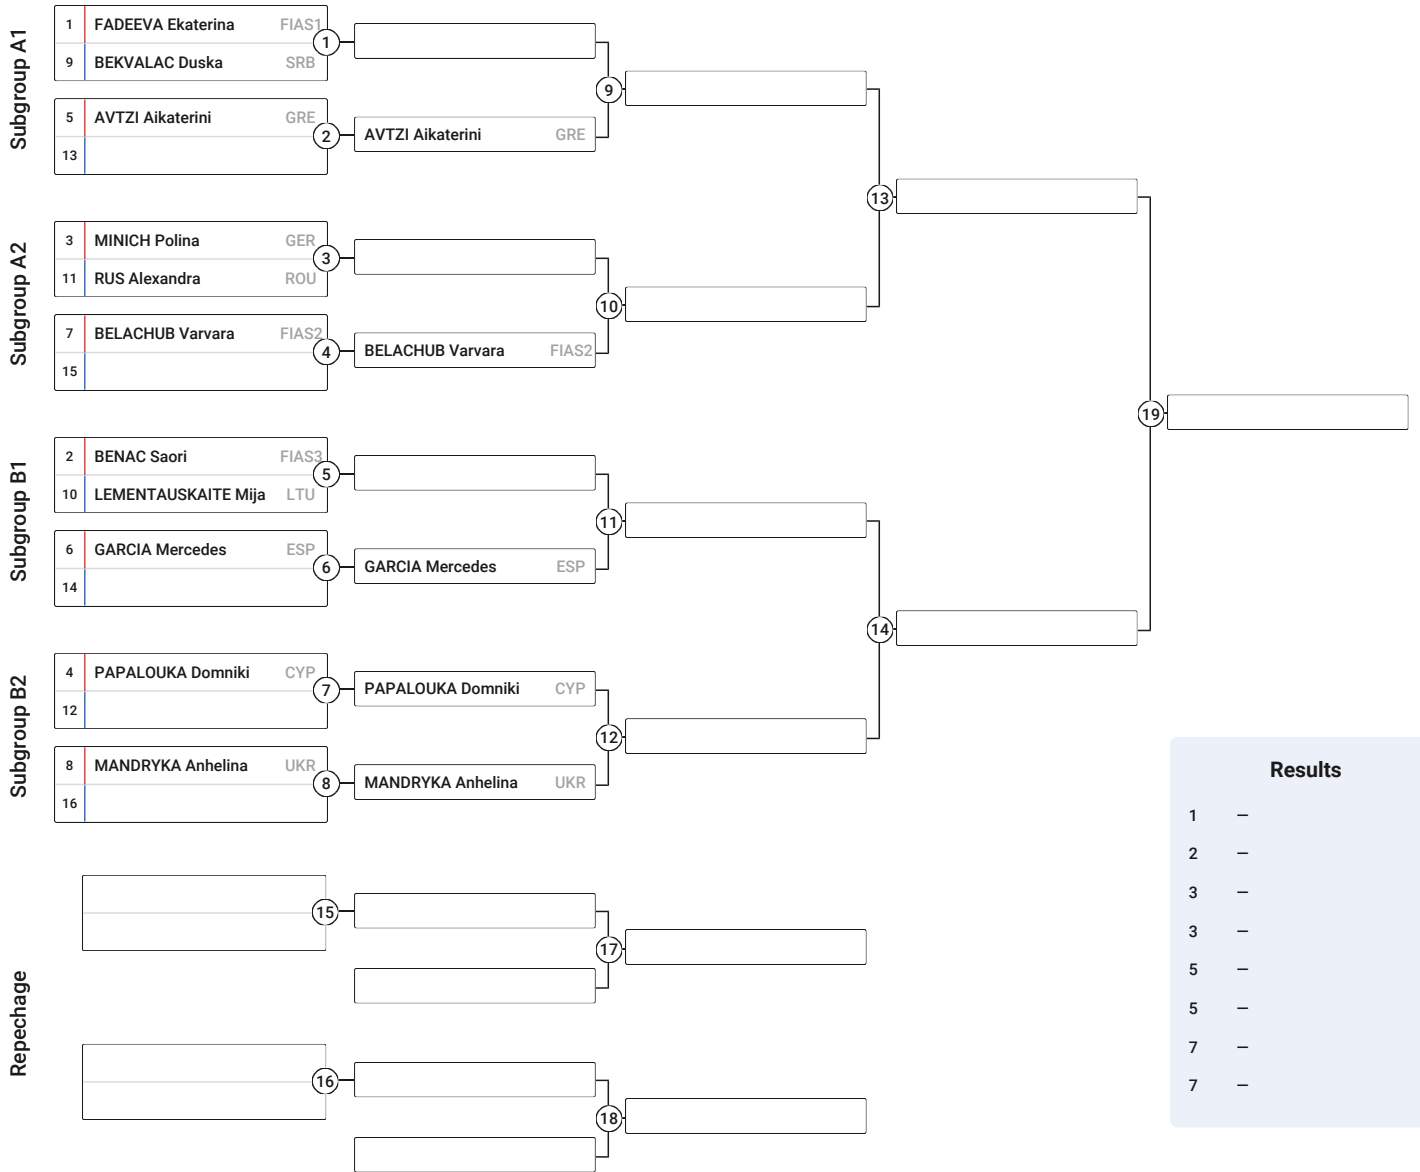 Subgroup A1
1 FADEEVA Ekaterina FIAS1
9 BEKVALAC Duska SRB
1
5 AVTZI Aikaterini GRE
13
2
AVTZI Aikaterini GRE
9
Subgroup A2
3 MINICH Polina GER
11 RUS Alexandra ROU
3
7 BELACHUB Varvara FIAS2
15
4
BELACHUB Varvara FIAS2
10
13
Subgroup B1
2 BENAC Saori FIAS3
10 LEMENTAUSKAITE Mija LTU
5
6 GARCIA Mercedes ESP
14
6
GARCIA Mercedes ESP
11
Subgroup B2
4 PAPALOUKA Domniki CYP
12
7
PAPALOUKA Domniki CYP
8 MANDRYKA Anhelina UKR
16
8
MANDRYKA Anhelina UKR
12
14
19
Repechage
15
17
16
18
Results
1 –
2 –
3 –
3 –
5 –
5 –
7 –
7 –